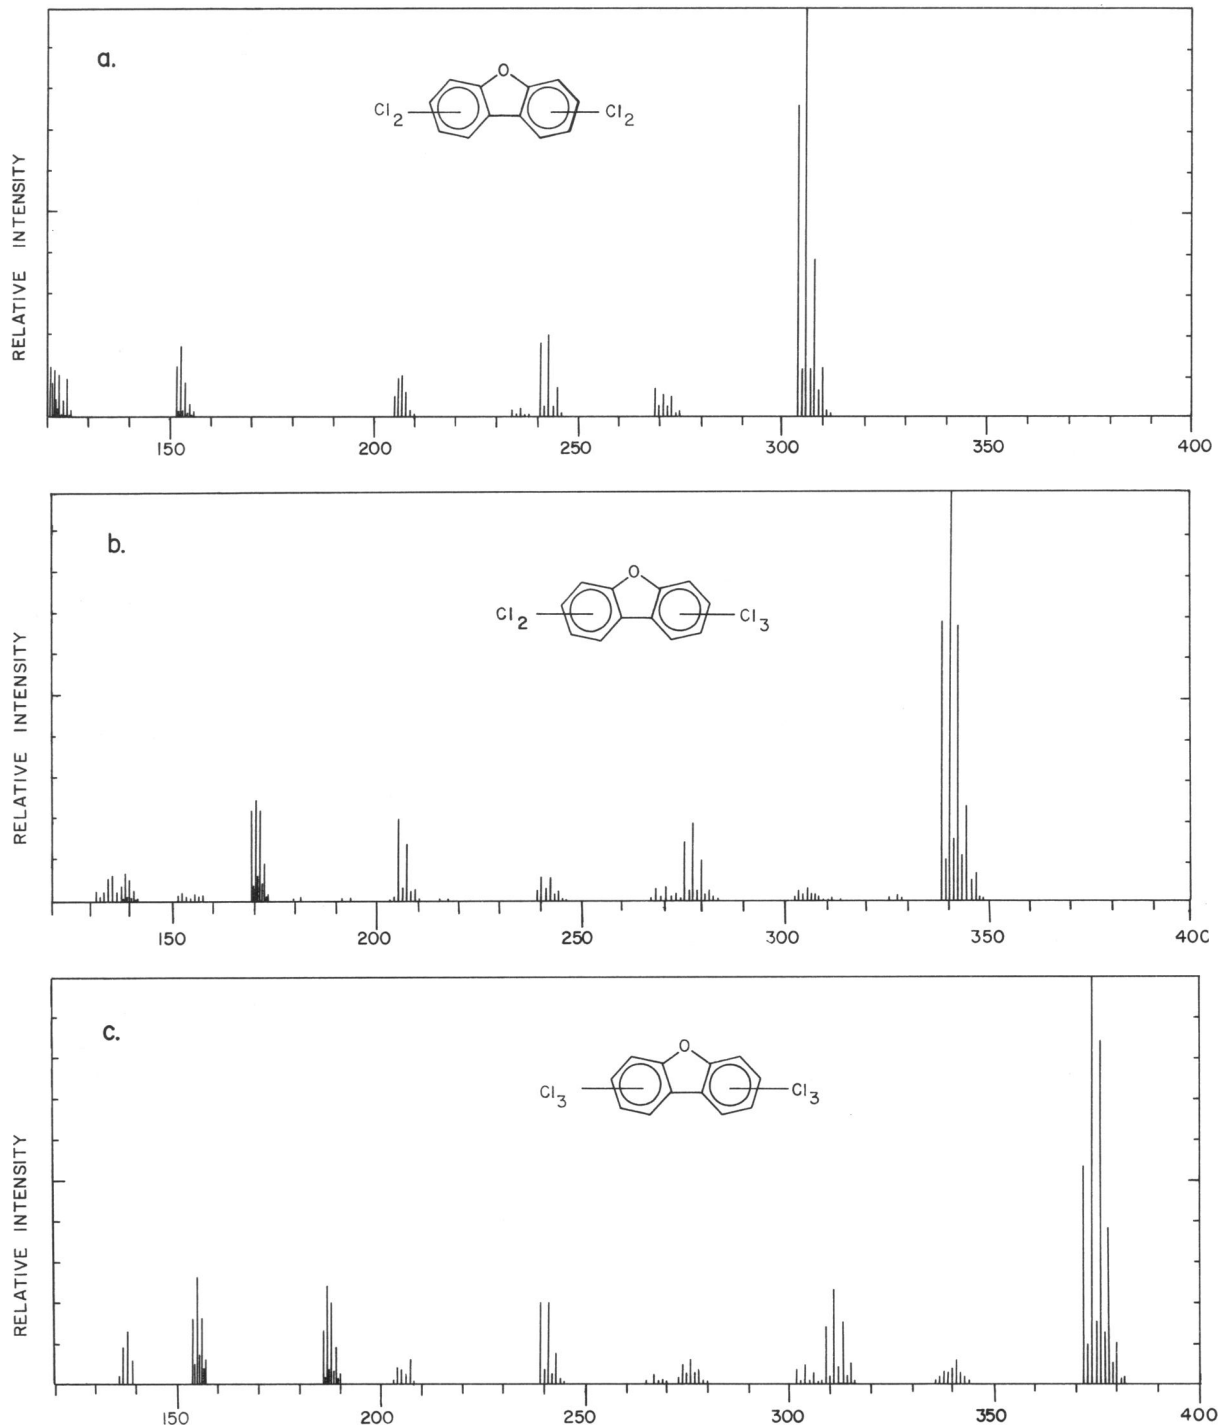 a.
O
Cl2 Cl2
RELATIVE INTENSITY
150 200 250 300 350 400
b.
O
Cl2 Cl3
RELATIVE INTENSITY
150 200 250 300 350 40C
c.
O
Cl3 Cl3
RELATIVE INTENSITY
150 200 250 300 350 400